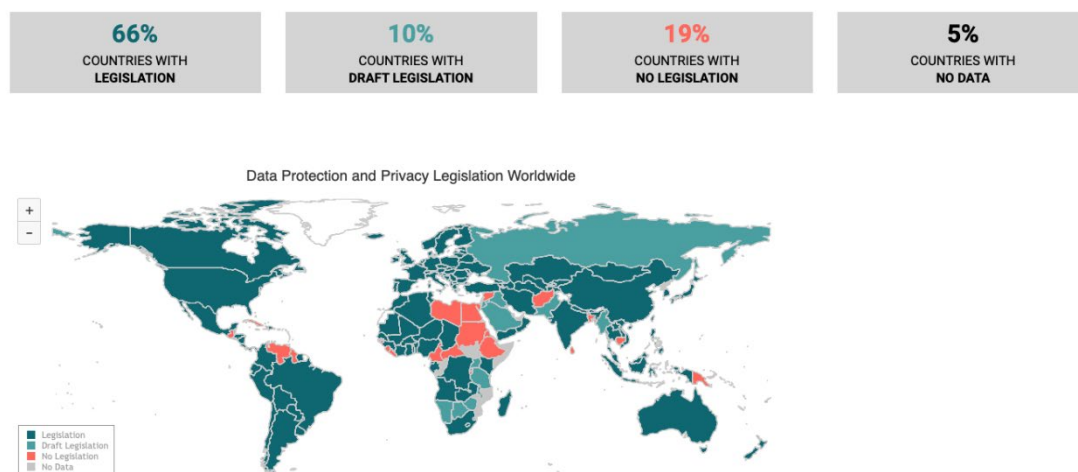 66%
COUNTRIES WITH
LEGISLATION
10%
COUNTRIES WITH
DRAFT LEGISLATION
19%
COUNTRIES WITH
NO LEGISLATION
5%
COUNTRIES WITH
NO DATA
Data Protection and Privacy Legislation Worldwide
+
−
Legislation
Draft Legislation
No Legislation
No Data